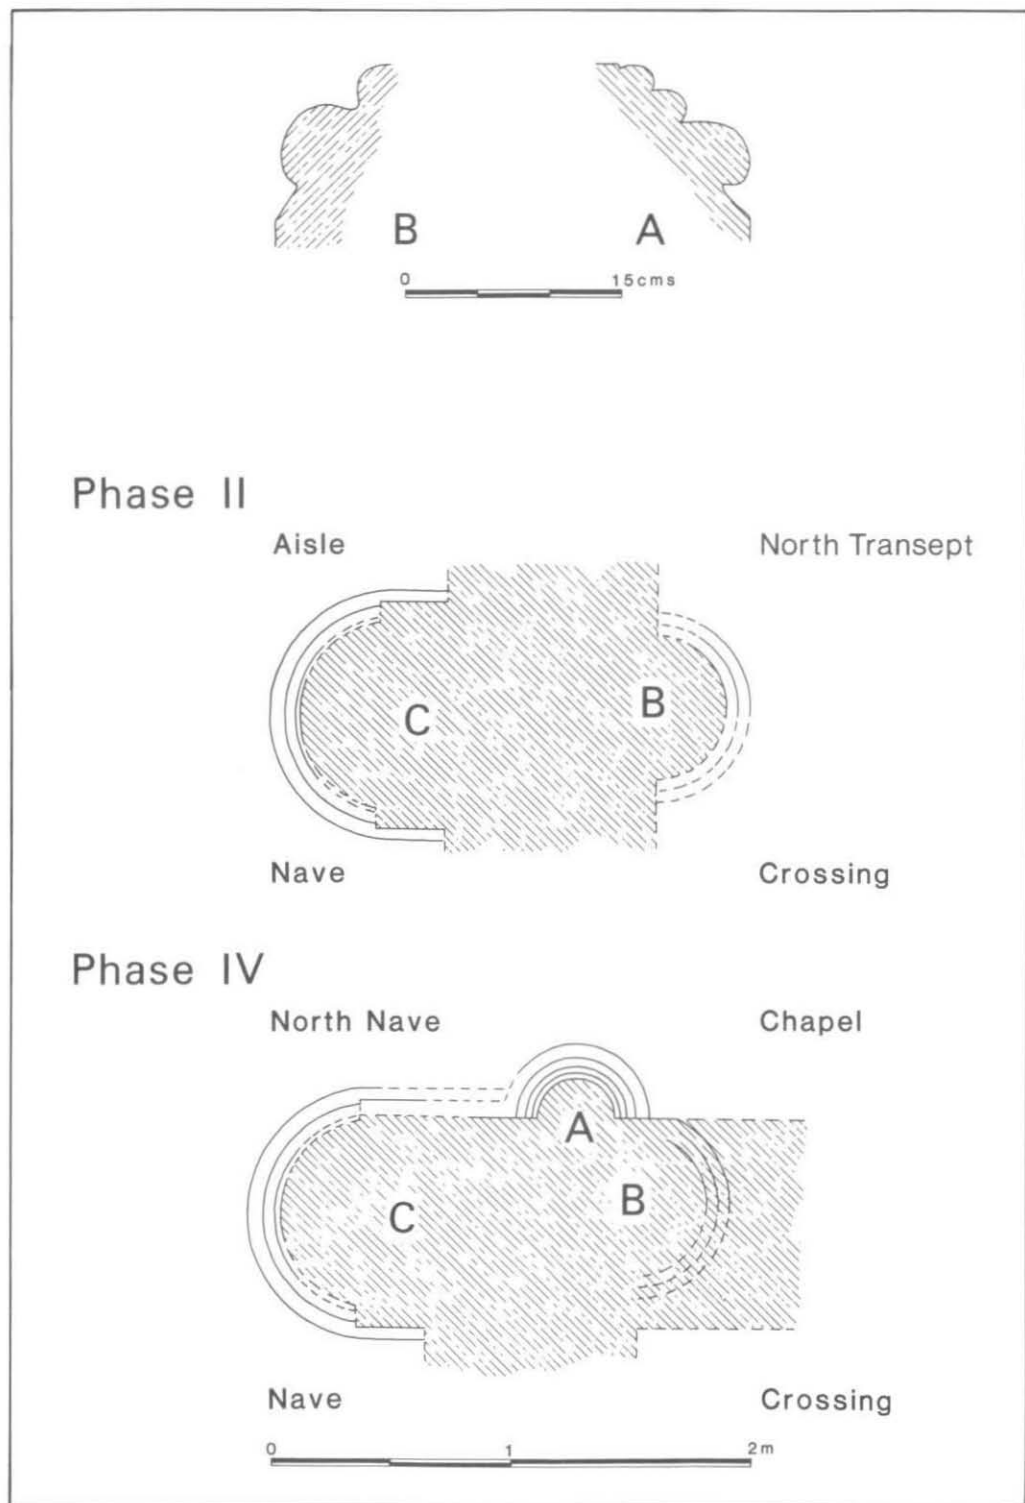 B A
0 15cms
Phase II
Aisle North Transept
C B
Nave Crossing
Phase IV
North Nave Chapel
A
C B
Nave Crossing
0 1 2m